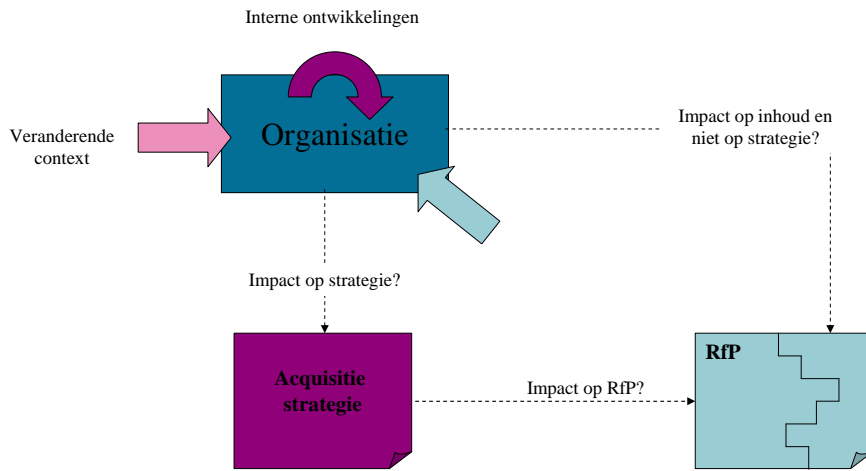 Interne ontwikkelingen
Veranderende
context
Organisatie
Impact op inhoud en
niet op strategie?
Impact op strategie?
Acquisitie
strategie
Impact op RfP?
RfP